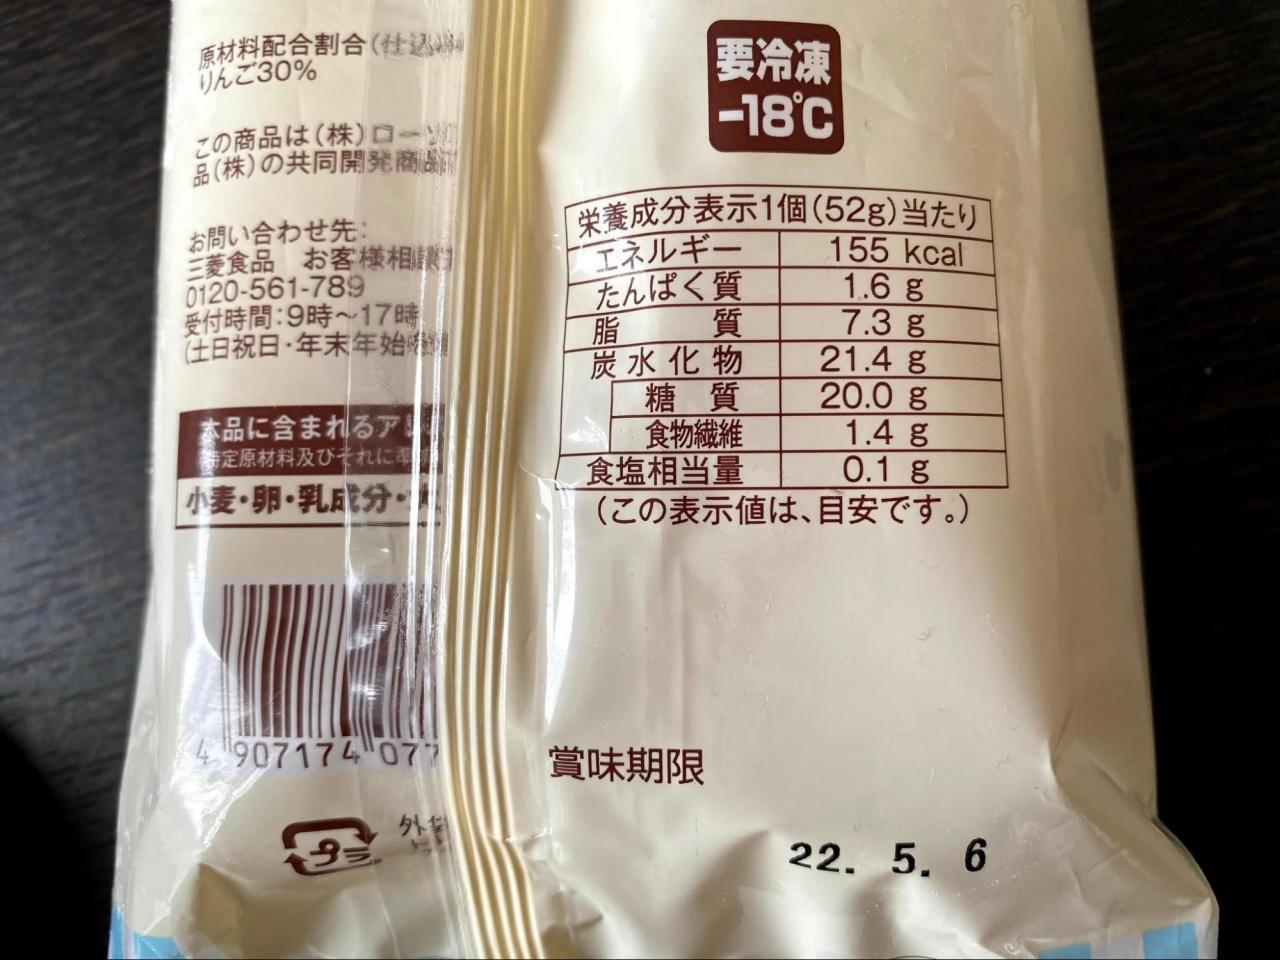 原材料配合割合(仕込
りんご30%
この商品は(株)ローソ
品(株)の共同開発商品
お問い合わせ先:
三菱食品 お客様相談
0120-561-789
受付時間:9時～17時
(土日祝日・年末年始
本品に含まれるアレ
特定原材料及びそれに準
小麦・卵・乳成分・
4 907174 077
外
プラ
要冷凍
-18℃
栄養成分表示1個(52g)当たり
エネルギー 155 kcal
たんぱく質 1.6 g
脂質 7.3 g
炭水化物 21.4 g
糖質 20.0 g
食物繊維 1.4 g
食塩相当量 0.1 g
(この表示値は、目安です。)
賞味期限
22. 5. 6